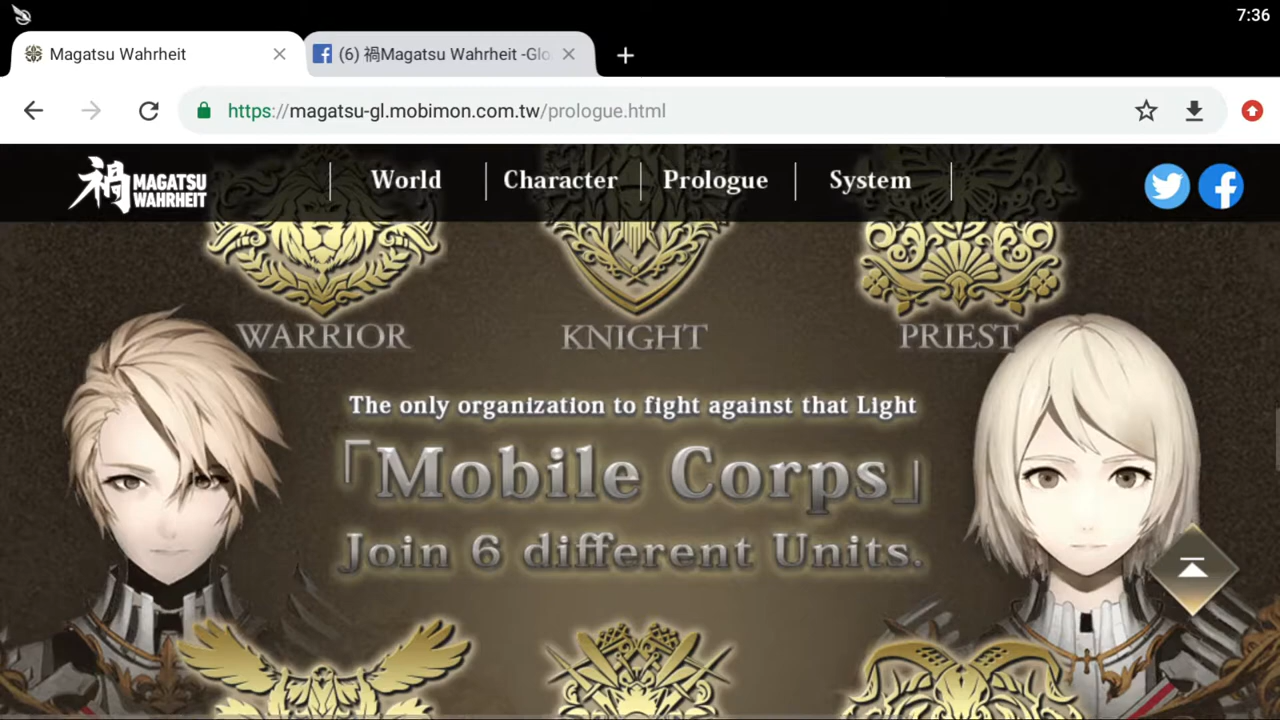 7:36
Magatsu Wahrheit
(6) 禍Magatsu Wahrheit -Glo
https://magatsu-gl.mobimon.com.tw/prologue.html
禍 MAGATSU WAHRHEIT
World
Character
Prologue
System
WARRIOR
KNIGHT
PRIEST
The only organization to fight against that Light
「Mobile Corps」
Join 6 different Units.